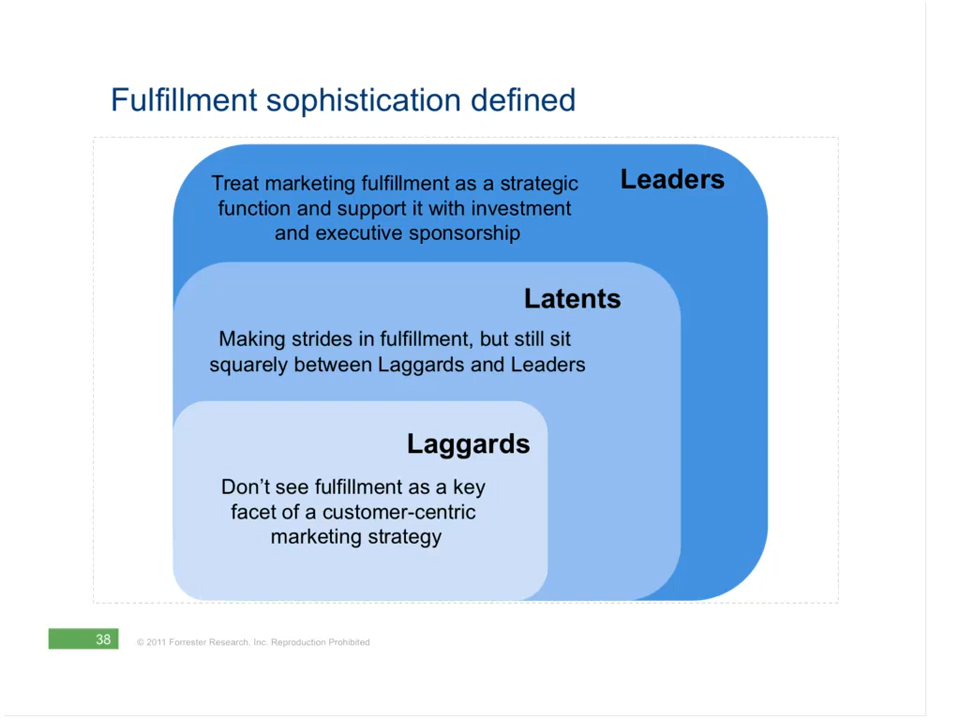 Fulfillment sophistication defined
Treat marketing fulfillment as a strategic
function and support it with investment
and executive sponsorship
Leaders
Latents
Making strides in fulfillment, but still sit
squarely between Laggards and Leaders
Laggards
Don’t see fulfillment as a key
facet of a customer-centric
marketing strategy
38
© 2011 Forrester Research, Inc. Reproduction Prohibited